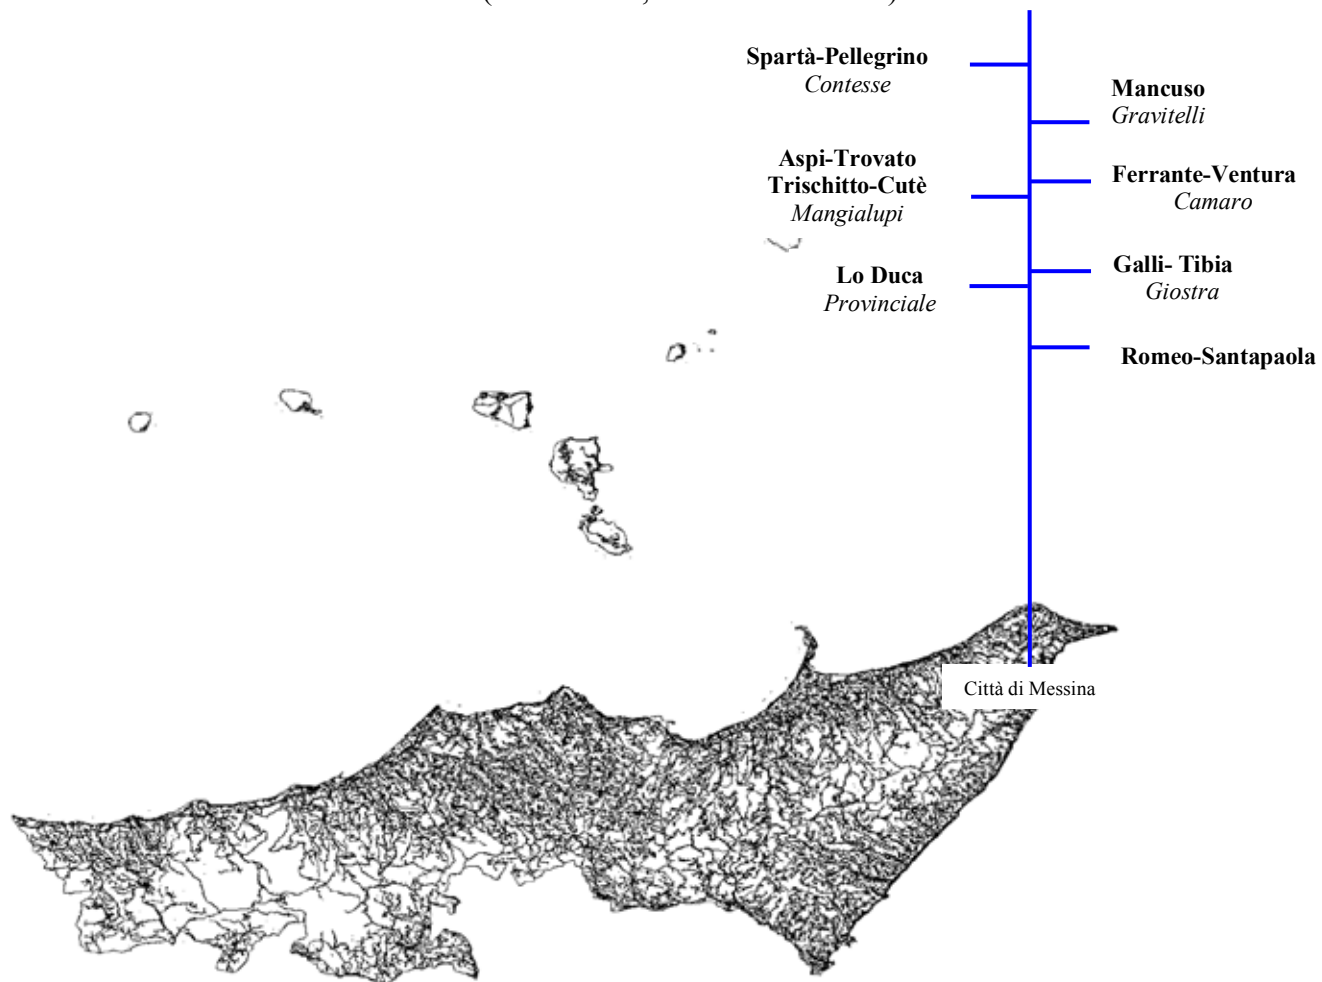 Spartà-Pellegrino
Contesse
Mancuso
Gravitelli
Aspi-Trovato
Trischitto-Cutè
Mangialupi
Ferrante-Ventura
Camaro
Lo Duca
Provinciale
Galli- Tibia
Giostra
Romeo-Santapaola
Città di Messina